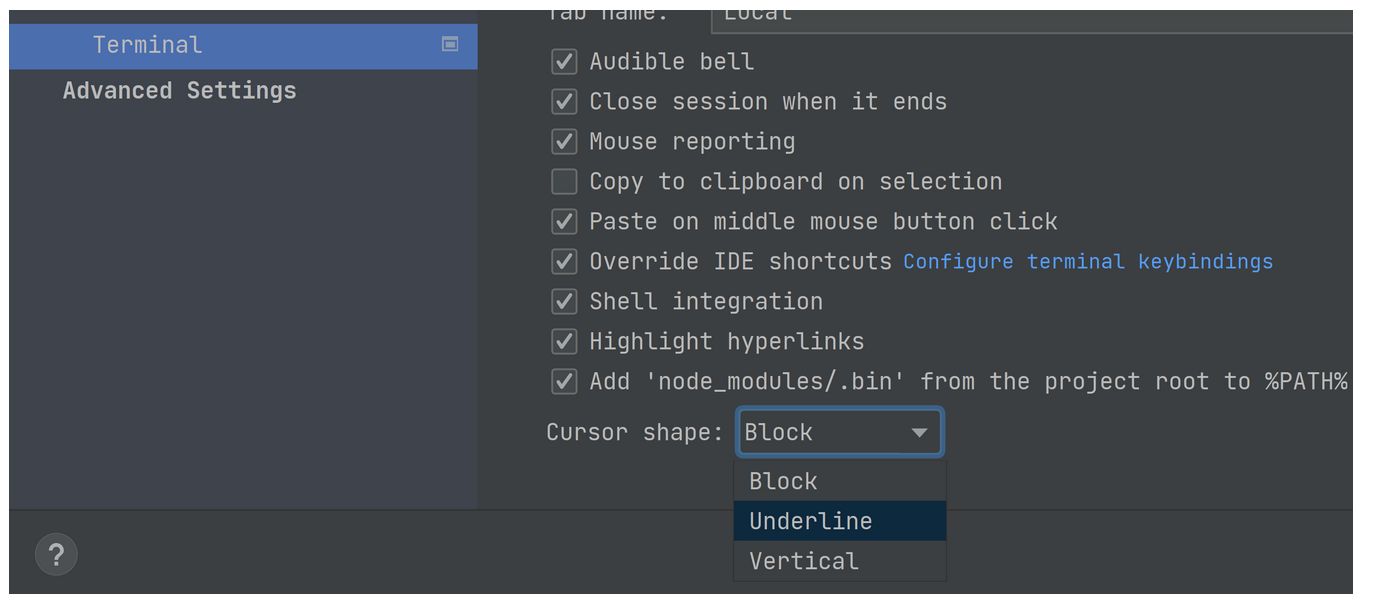 Tab name: Local
Terminal
Advanced Settings
Audible bell
Close session when it ends
Mouse reporting
Copy to clipboard on selection
Paste on middle mouse button click
Override IDE shortcuts Configure terminal keybindings
Shell integration
Highlight hyperlinks
Add 'node_modules/.bin' from the project root to %PATH%
Cursor shape: Block
Block
Underline
Vertical
?